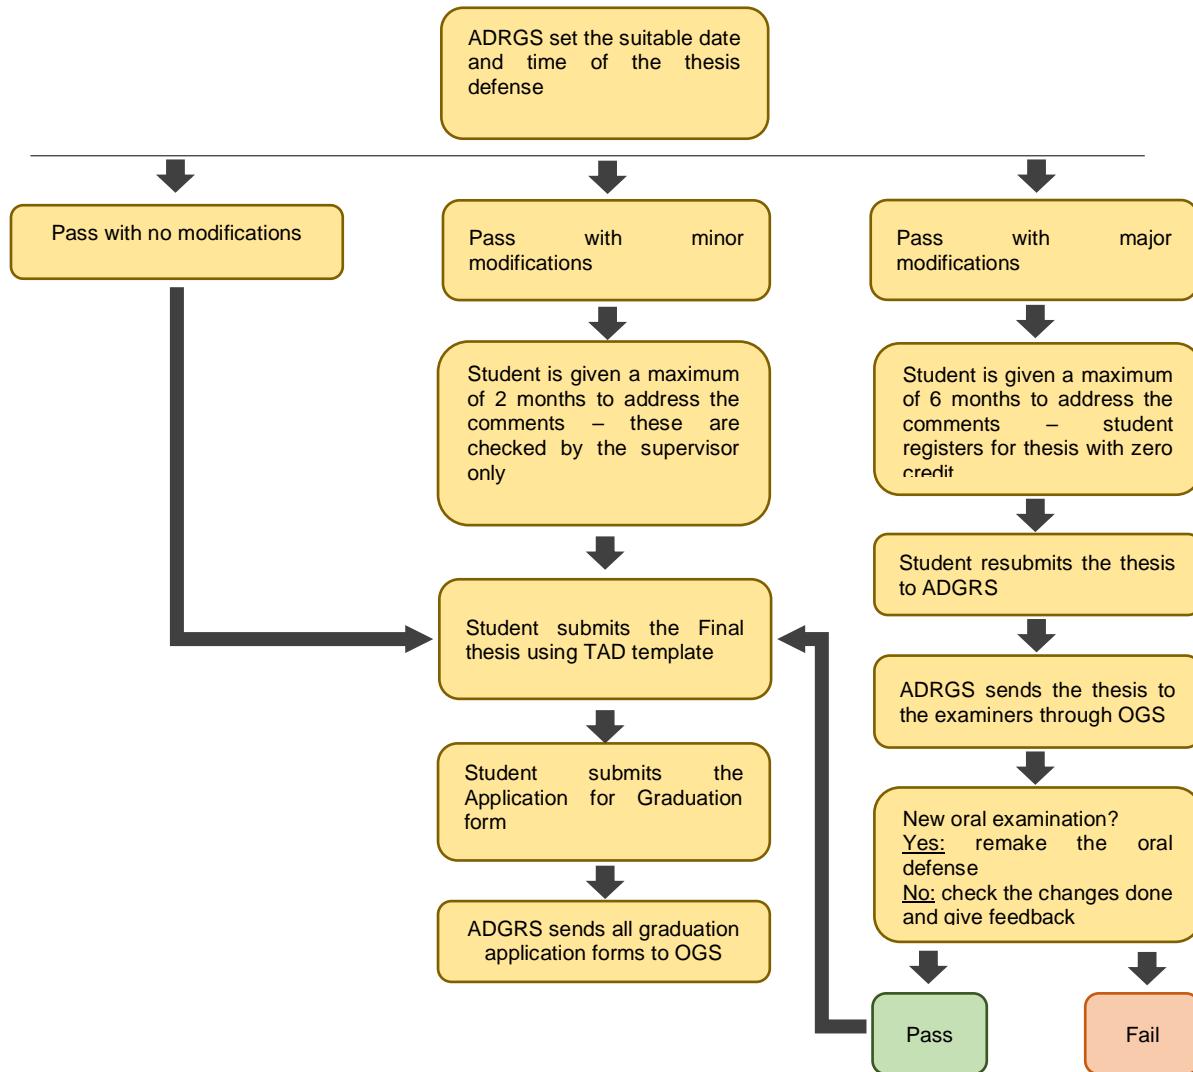 ADRGS set the suitable date
and time of the thesis
defense
Pass with no modifications
Pass with minor
modifications
Pass with major
modifications
Student is given a maximum
of 2 months to address the
comments – these are
checked by the supervisor
only
Student is given a maximum
of 6 months to address the
comments – student
registers for thesis with zero
credit
Student resubmits the thesis
to ADGRS
Student submits the Final
thesis using TAD template
ADRGS sends the thesis to
the examiners through OGS
Student submits the
Application for Graduation
form
New oral examination?
Yes: remake the oral
defense
No: check the changes done
and give feedback
ADGRS sends all graduation
application forms to OGS
Pass
Fail